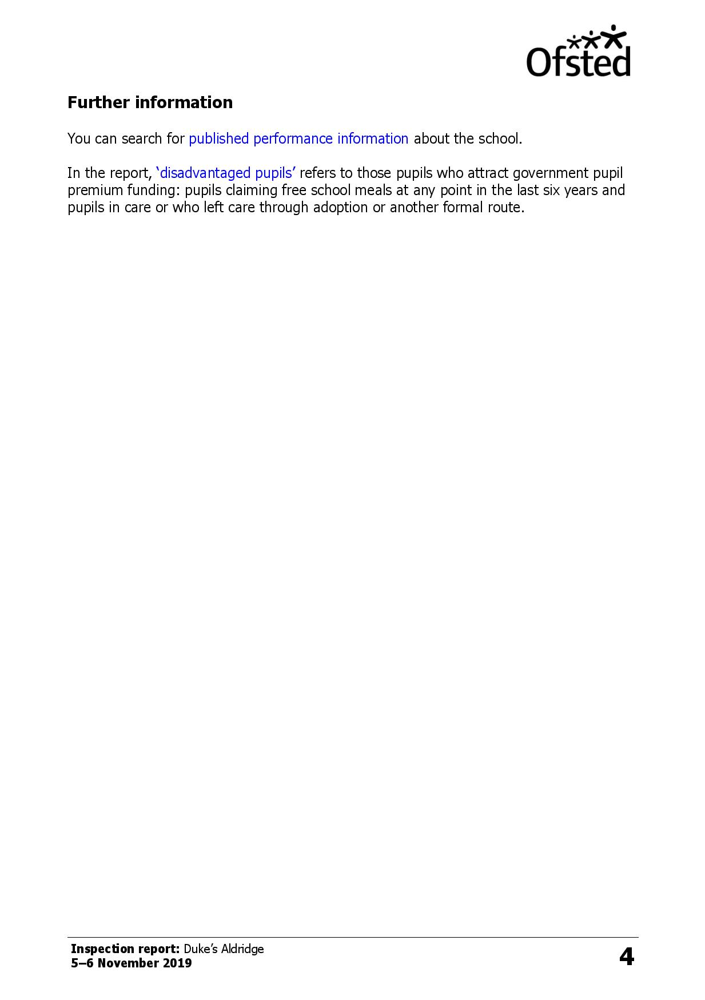 Ofsted
Further information
You can search for published performance information about the school.
In the report, ‘disadvantaged pupils’ refers to those pupils who attract government pupil
premium funding: pupils claiming free school meals at any point in the last six years and
pupils in care or who left care through adoption or another formal route.
Inspection report: Duke’s Aldridge
5–6 November 2019
4